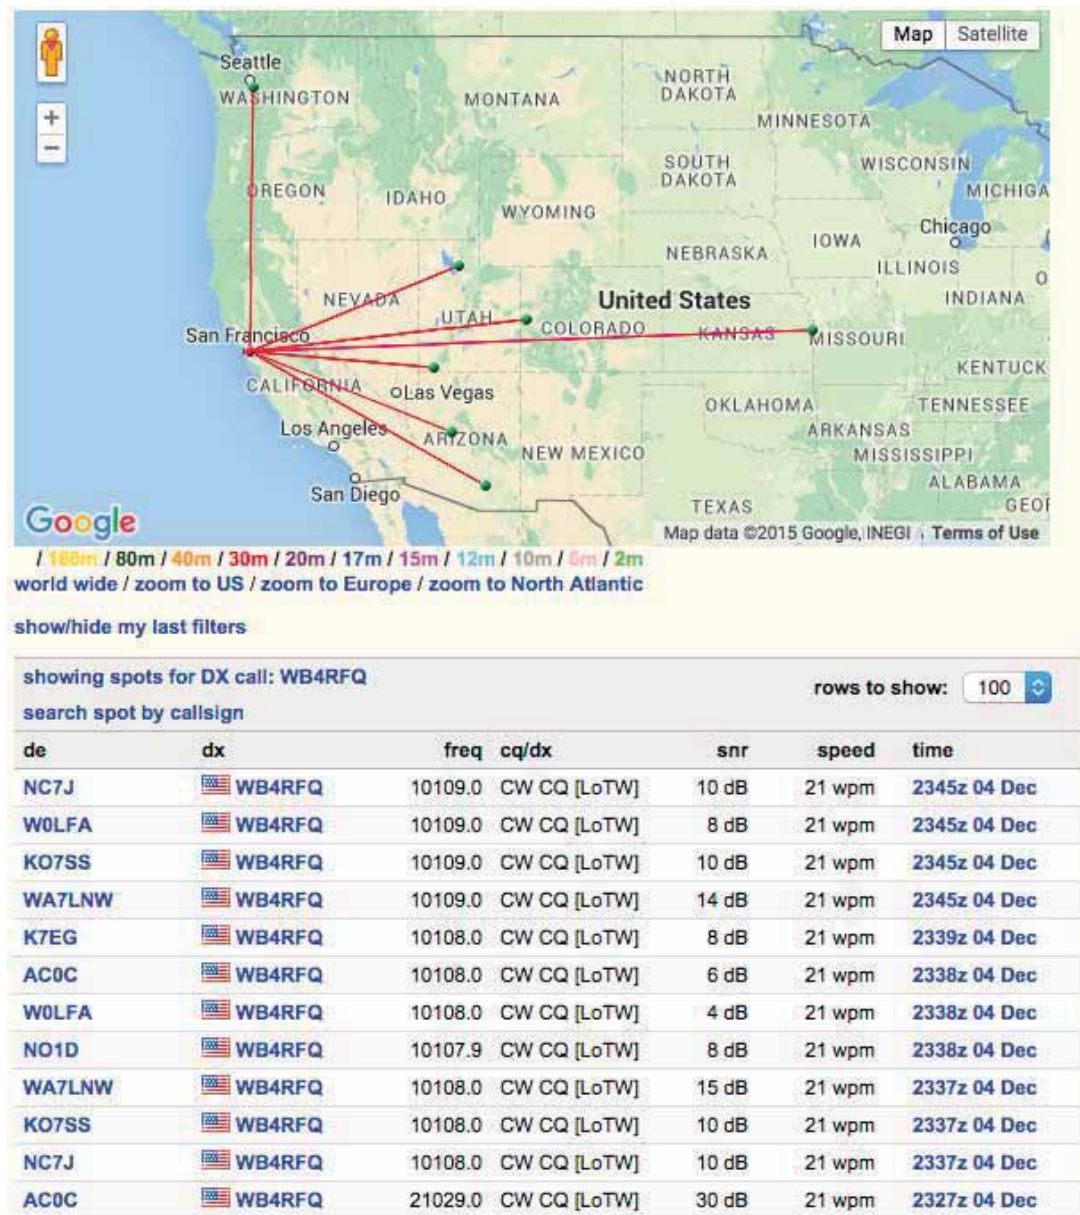 Map Satellite
+
−
Seattle
WASHINGTON
MONTANA
NORTH
DAKOTA
MINNESOTA
OREGON
IDAHO
WYOMING
SOUTH
DAKOTA
WISCONSIN
MICHIGA
Chicago
NEBRASKA
IOWA
ILLINOIS
O
NEVADA
UTAH
United States
INDIANA
COLORADO
KANSAS
MISSOURI
San Francisco
KENTUCK
CALIFORNIA
Las Vegas
OKLAHOMA
TENNESSEE
Los Angeles
ARIZONA
NEW MEXICO
ARKANSAS
MISSISSIPPI
San Diego
ALABAMA
TEXAS
GEOR
Google
Map data ©2015 Google, INEGI Terms of Use
/ 160m / 80m / 40m / 30m / 20m / 17m / 15m / 12m / 10m / 6m / 2m
world wide / zoom to US / zoom to Europe / zoom to North Atlantic
show/hide my last filters
showing spots for DX call: WB4RFQ
rows to show: 100
search spot by callsign
de dx freq cq/dx snr speed time
NC7J WB4RFQ 10109.0 CW CQ [LoTW] 10 dB 21 wpm 2345z 04 Dec
W0LFA WB4RFQ 10109.0 CW CQ [LoTW] 8 dB 21 wpm 2345z 04 Dec
KO7SS WB4RFQ 10109.0 CW CQ [LoTW] 10 dB 21 wpm 2345z 04 Dec
WA7LNW WB4RFQ 10109.0 CW CQ [LoTW] 14 dB 21 wpm 2345z 04 Dec
K7EG WB4RFQ 10108.0 CW CQ [LoTW] 8 dB 21 wpm 2339z 04 Dec
AC0C WB4RFQ 10108.0 CW CQ [LoTW] 6 dB 21 wpm 2338z 04 Dec
W0LFA WB4RFQ 10108.0 CW CQ [LoTW] 4 dB 21 wpm 2338z 04 Dec
NO1D WB4RFQ 10107.9 CW CQ [LoTW] 8 dB 21 wpm 2338z 04 Dec
WA7LNW WB4RFQ 10108.0 CW CQ [LoTW] 15 dB 21 wpm 2337z 04 Dec
KO7SS WB4RFQ 10108.0 CW CQ [LoTW] 10 dB 21 wpm 2337z 04 Dec
NC7J WB4RFQ 10108.0 CW CQ [LoTW] 10 dB 21 wpm 2337z 04 Dec
AC0C WB4RFQ 21029.0 CW CQ [LoTW] 30 dB 21 wpm 2327z 04 Dec